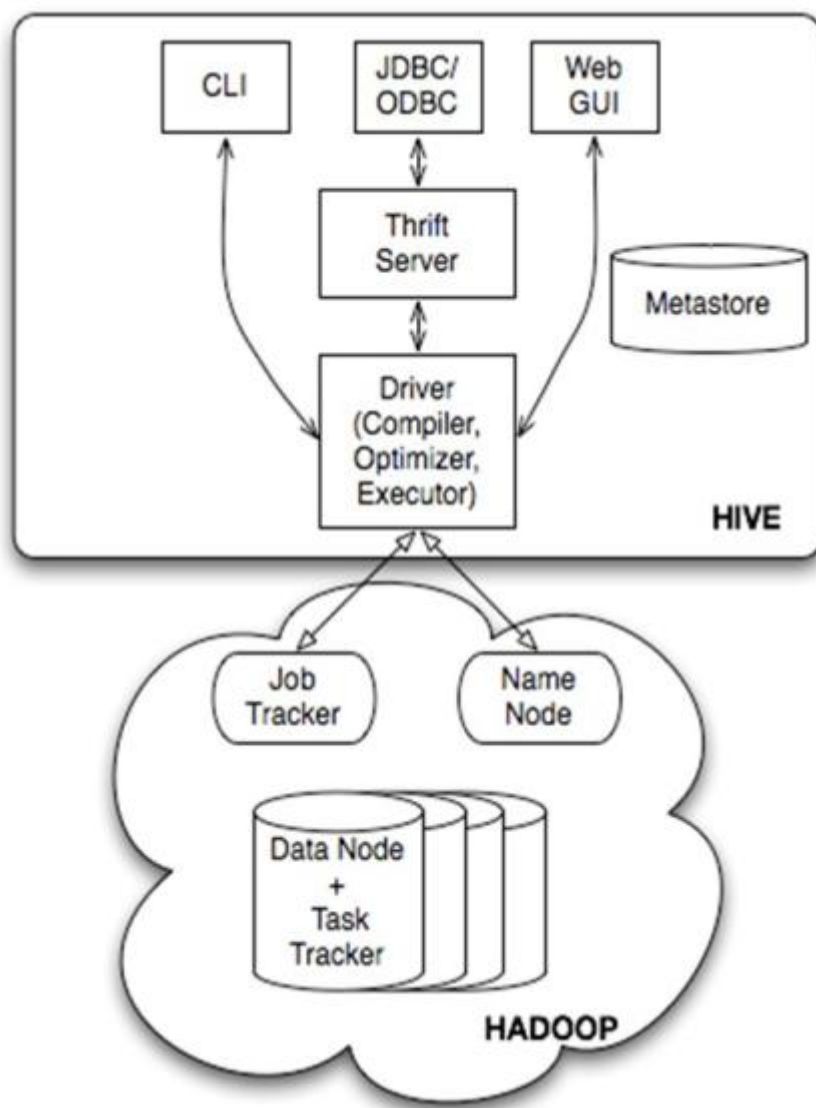 CLI
JDBC/
ODBC
Web
GUI
Thrift
Server
Metastore
Driver
(Compiler,
Optimizer,
Executor)
HIVE
Job
Tracker
Name
Node
Data Node
+
Task
Tracker
HADOOP